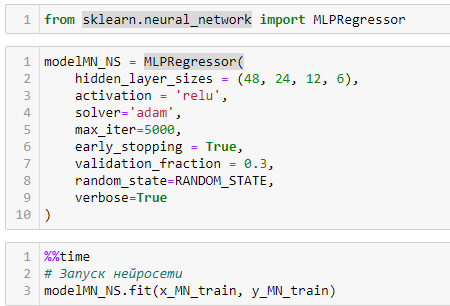 1 from sklearn.neural_network import MLPRegressor
1 modelMN_NS = MLPRegressor(
2     hidden_layer_sizes = (48, 24, 12, 6),
3     activation = 'relu',
4     solver='adam',
5     max_iter=5000,
6     early_stopping = True,
7     validation_fraction = 0.3,
8     random_state=RANDOM_STATE,
9     verbose=True
10 )
1 %%time
2 # Запуск нейросети
3 modelMN_NS.fit(x_MN_train, y_MN_train)